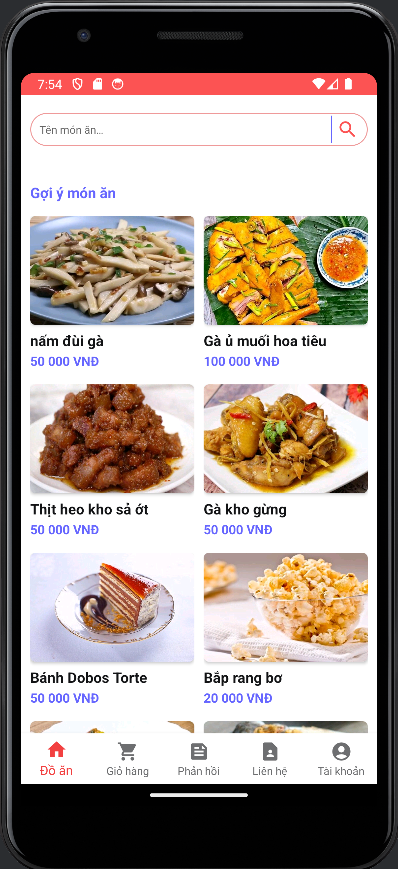 7:54
Tên món ăn...
Gợi ý món ăn
nấm đùi gà
50 000 VNĐ
Gà ủ muối hoa tiêu
100 000 VNĐ
Thịt heo kho sả ớt
50 000 VNĐ
Gà kho gừng
50 000 VNĐ
Bánh Dobos Torte
50 000 VNĐ
Bắp rang bơ
20 000 VNĐ
Đồ ăn
Giỏ hàng
Phản hồi
Liên hệ
Tài khoản